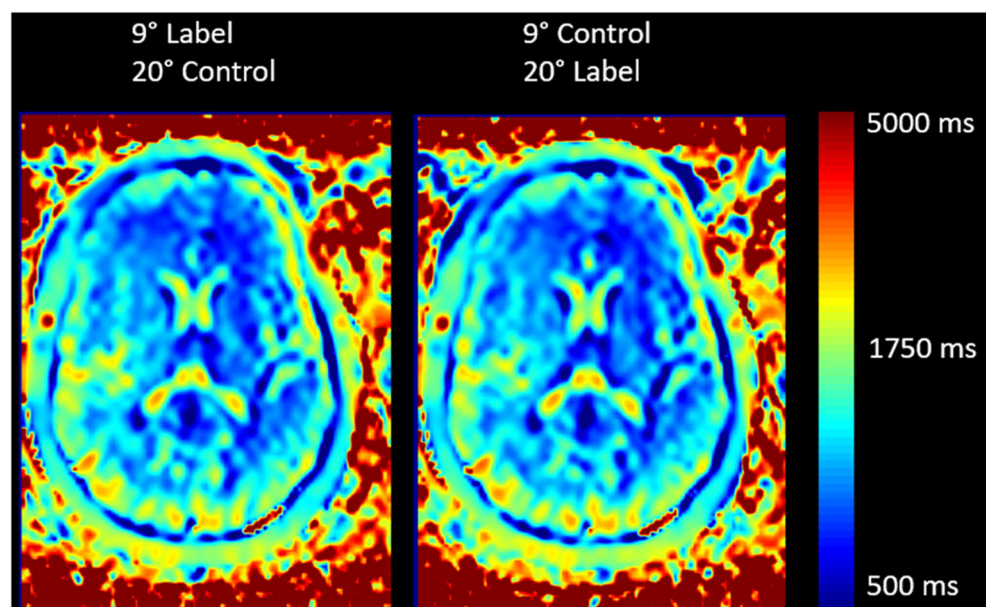 9° Label
20° Control
9° Control
20° Label
5000 ms
1750 ms
500 ms